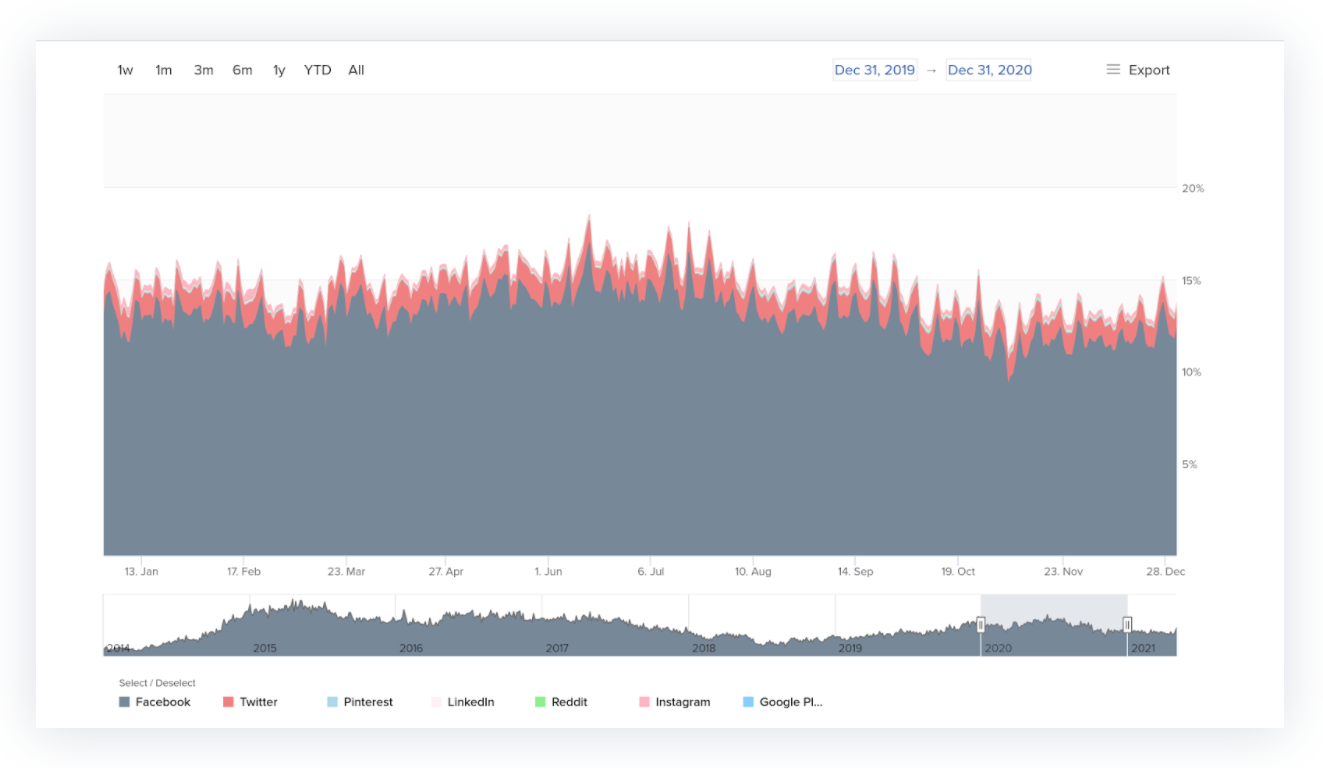 1w 1m 3m 6m 1y YTD All Dec 31, 2019 → Dec 31, 2020 Export
20%
15%
10%
5%
13. Jan 17. Feb 23. Mar 27. Apr 1. Jun 6. Jul 10. Aug 14. Sep 19. Oct 23. Nov 28. Dec
2014 2015 2016 2017 2018 2019 2020 2021
Select / Deselect
Facebook Twitter Pinterest LinkedIn Reddit Instagram Google Pl...